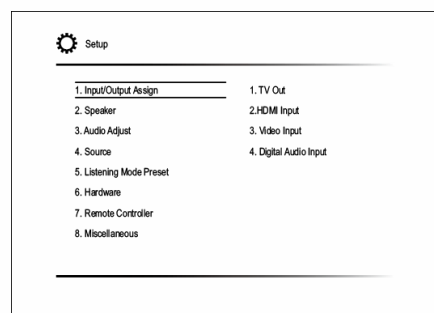 Setup
1. Input/Output Assign
2. Speaker
3. Audio Adjust
4. Source
5. Listening Mode Preset
6. Hardware
7. Remote Controller
8. Miscellaneous
1. TV Out
2.HDMI Input
3. Video Input
4. Digital Audio Input